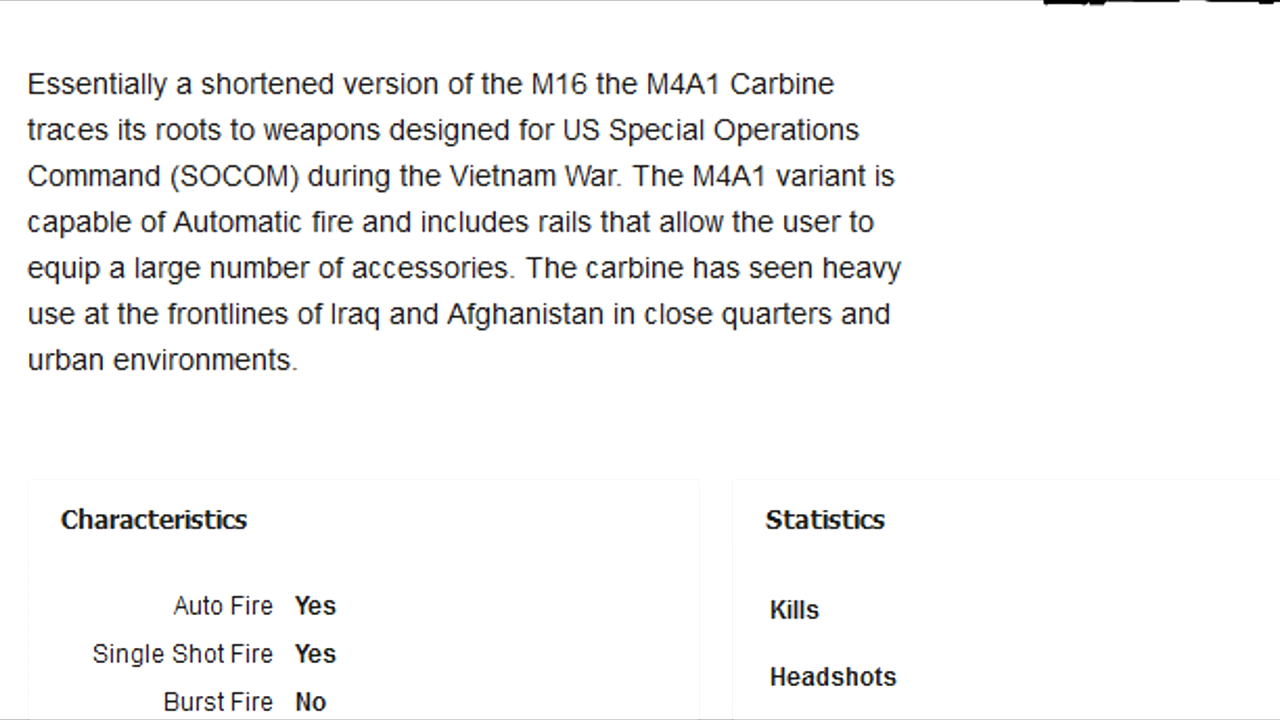 Essentially a shortened version of the M16 the M4A1 Carbine
traces its roots to weapons designed for US Special Operations
Command (SOCOM) during the Vietnam War. The M4A1 variant is
capable of Automatic fire and includes rails that allow the user to
equip a large number of accessories. The carbine has seen heavy
use at the frontlines of Iraq and Afghanistan in close quarters and
urban environments.
Characteristics
Auto Fire Yes
Single Shot Fire Yes
Burst Fire No
Statistics
Kills
Headshots